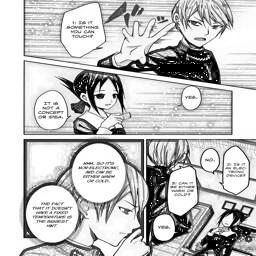 1: IS IT
SOMETHING
YOU CAN
TOUCH?
YES.
IT IS
NOT A
CONCEPT
OR IDEA.
2: IS IT
AN ELEC-
TRONIC
DEVICE?
NO.
3: CAN IT
BE EITHER
WARM OR
COLD?
YES.
HMM. SO IT'S
NON-
ELECTRONIC,
AND CAN BE
EITHER WARM
OR COLD.
THE FACT
THAT IT DOESN'T
HAVE A FIXED
TEMPERATURE IS
THE BIGGEST
HINT.